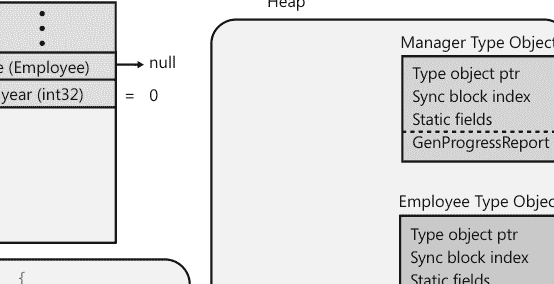 Heap
e (Employee) null
year (int32) = 0
Manager Type Object
Type object ptr
Sync block index
Static fields
GenProgressReport
Employee Type Objec
Type object ptr
Sync block index
Static fields
{